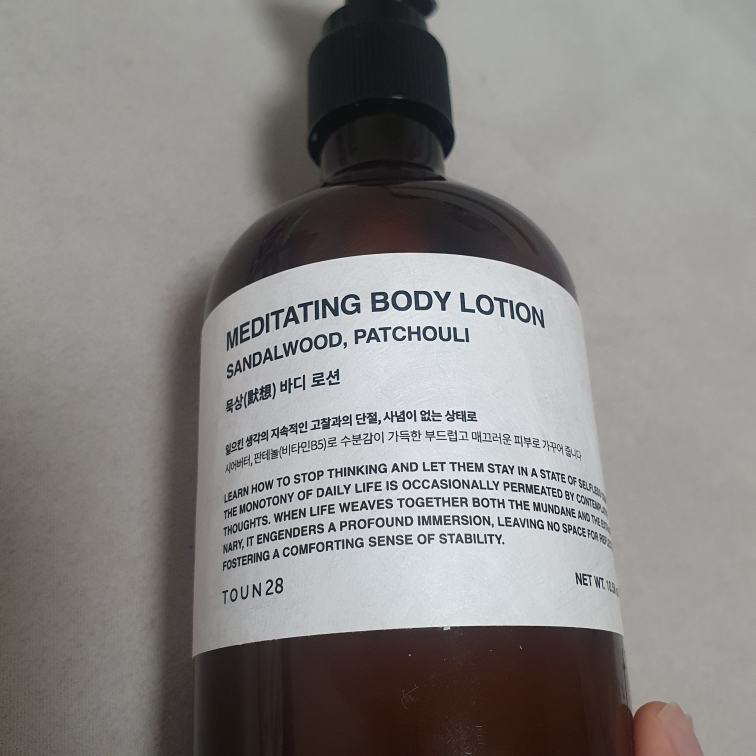 MEDITATING BODY LOTION
SANDALWOOD, PATCHOULI
묵상(默想) 바디 로션
일으킨 생각의 지속적인 고찰과의 단절, 사념이 없는 상태로
시어버터, 판테놀(비타민B5)로 수분감이 가득한 부드럽고 매끄러운 피부로 가꾸어 줍니다
LEARN HOW TO STOP THINKING AND LET THEM STAY IN A STATE OF
THE MONOTONY OF DAILY LIFE IS OCCASIONALLY PERMEATED BY
THOUGHTS. WHEN LIFE WEAVES TOGETHER BOTH THE MUNDANE AND THE
NARY, IT ENGENDERS A PROFOUND IMMERSION, LEAVING NO SPACE FOR
FOSTERING A COMFORTING SENSE OF STABILITY.
TOUN28
NET WT.